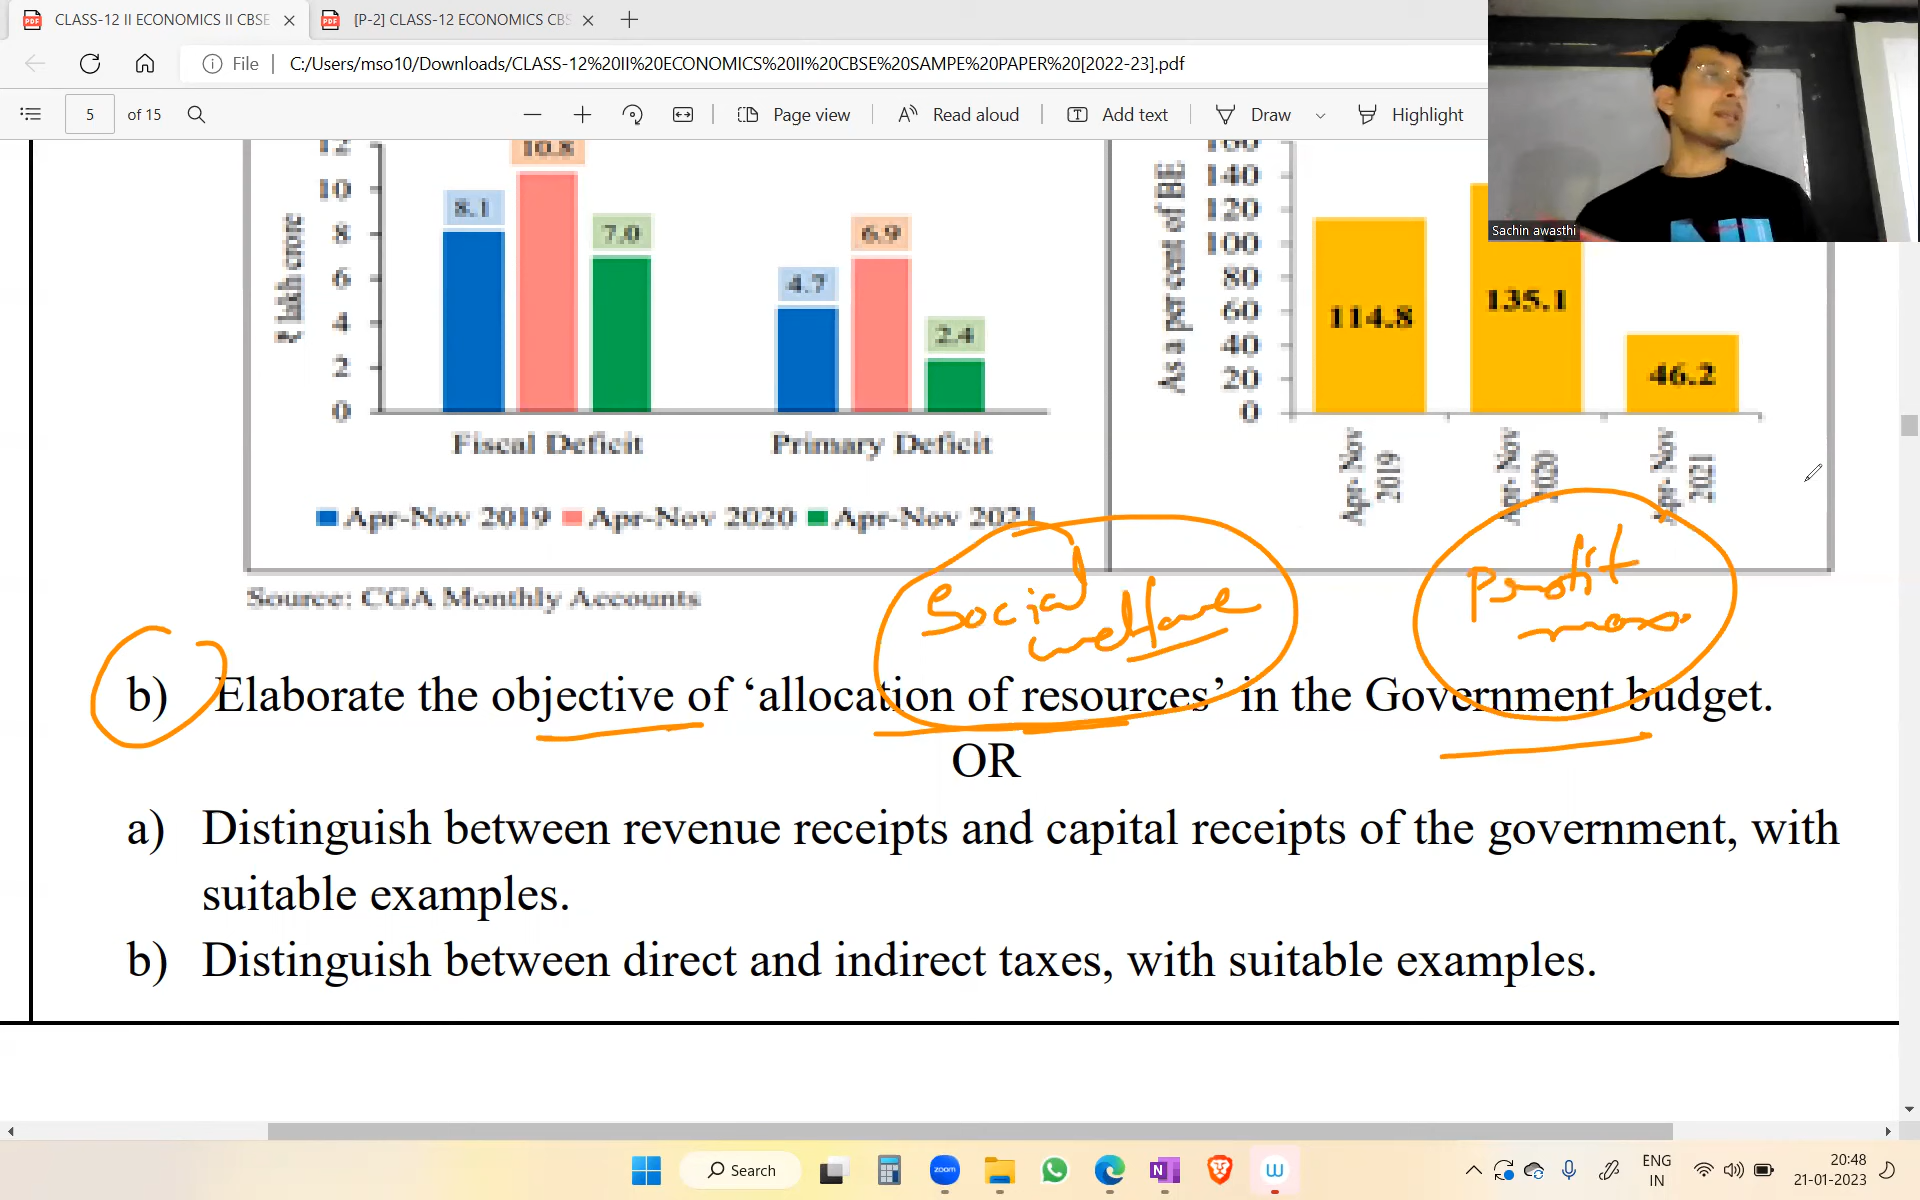 CLASS-12 II ECONOMICS II CBSE
[P-2] CLASS-12 ECONOMICS CBS
File
C:/Users/mso10/Downloads/CLASS-12%20II%20ECONOMICS%20II%20CBSE%20SAMPE%20PAPER%20[2022-23].pdf
5 of 15
Page view
Read aloud
Add text
Draw
Highlight
Sachin awasthi
₹ lakh crore
12
10
8
6
4
2
0
8.1
10.8
7.0
4.7
6.9
2.4
Fiscal Deficit
Primary Deficit
Apr-Nov 2019 Apr-Nov 2020 Apr-Nov 2021
As a per cent of BE
160
140
120
100
80
60
40
20
0
114.8
135.1
46.2
Apr-Nov 2019
Apr-Nov 2020
Apr-Nov 2021
Source: CGA Monthly Accounts
Social
welfare
Profit
max.
b) Elaborate the objective of ‘allocation of resources’ in the Government budget.
OR
a) Distinguish between revenue receipts and capital receipts of the government, with
suitable examples.
b) Distinguish between direct and indirect taxes, with suitable examples.
Search
zoom
ENG
IN
20:48
21-01-2023